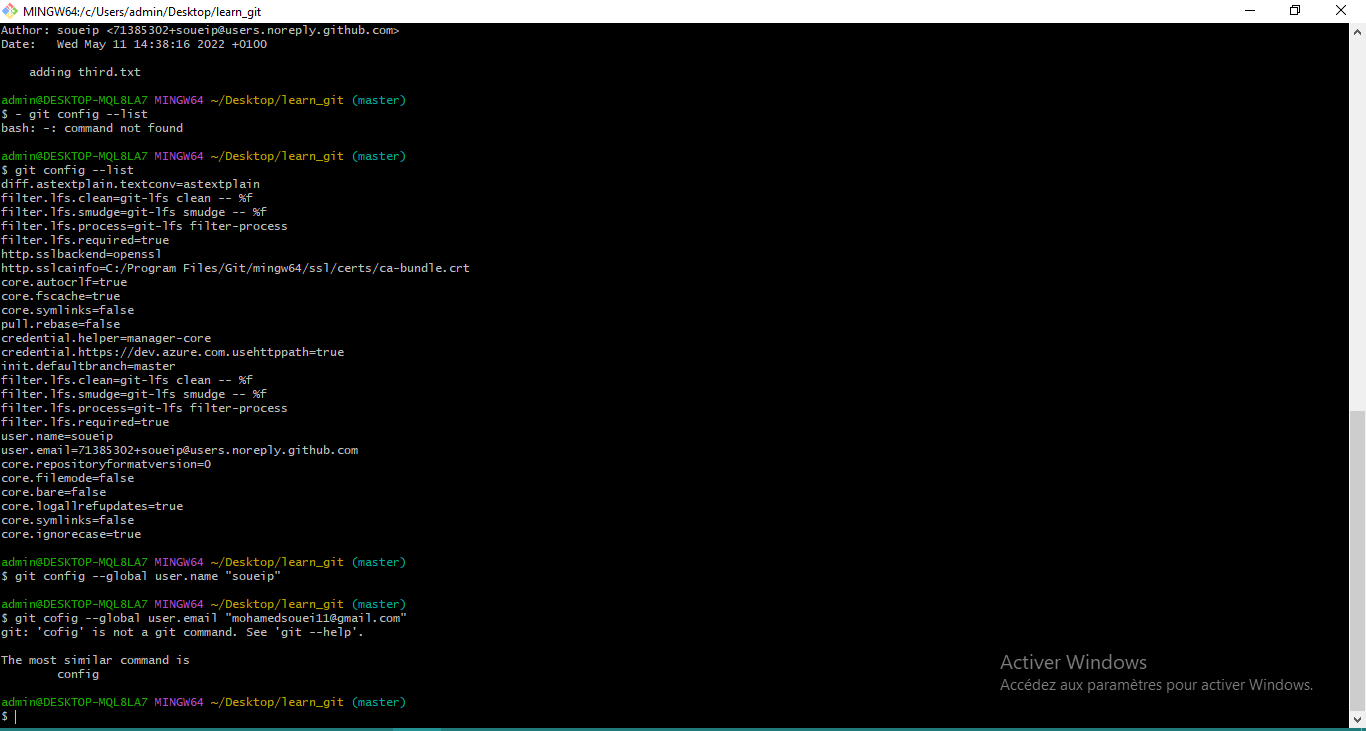 MINGW64:/c/Users/admin/Desktop/learn_git
Author: soueip <71385302+soueip@users.noreply.github.com>
Date:   Wed May 11 14:38:16 2022 +0100
    adding third.txt
admin@DESKTOP-MQL8LA7 MINGW64 ~/Desktop/learn_git (master)
$ - git config --list
bash: -: command not found
admin@DESKTOP-MQL8LA7 MINGW64 ~/Desktop/learn_git (master)
$ git config --list
diff.astextplain.textconv=astextplain
filter.lfs.clean=git-lfs clean -- %f
filter.lfs.smudge=git-lfs smudge -- %f
filter.lfs.process=git-lfs filter-process
filter.lfs.required=true
http.sslbackend=openssl
http.sslcainfo=C:/Program Files/Git/mingw64/ssl/certs/ca-bundle.crt
core.autocrlf=true
core.fscache=true
core.symlinks=false
pull.rebase=false
credential.helper=manager-core
credential.https://dev.azure.com.usehttppath=true
init.defaultbranch=master
filter.lfs.clean=git-lfs clean -- %f
filter.lfs.smudge=git-lfs smudge -- %f
filter.lfs.process=git-lfs filter-process
filter.lfs.required=true
user.name=soueip
user.email=71385302+soueip@users.noreply.github.com
core.repositoryformatversion=0
core.filemode=false
core.bare=false
core.logallrefupdates=true
core.symlinks=false
core.ignorecase=true
admin@DESKTOP-MQL8LA7 MINGW64 ~/Desktop/learn_git (master)
$ git config --global user.name "soueip"
admin@DESKTOP-MQL8LA7 MINGW64 ~/Desktop/learn_git (master)
$ git cofig --global user.email "mohamedsouei11@gmail.com"
git: 'cofig' is not a git command. See 'git --help'.
The most similar command is
        config
admin@DESKTOP-MQL8LA7 MINGW64 ~/Desktop/learn_git (master)
$
Activer Windows
Accédez aux paramètres pour activer Windows.